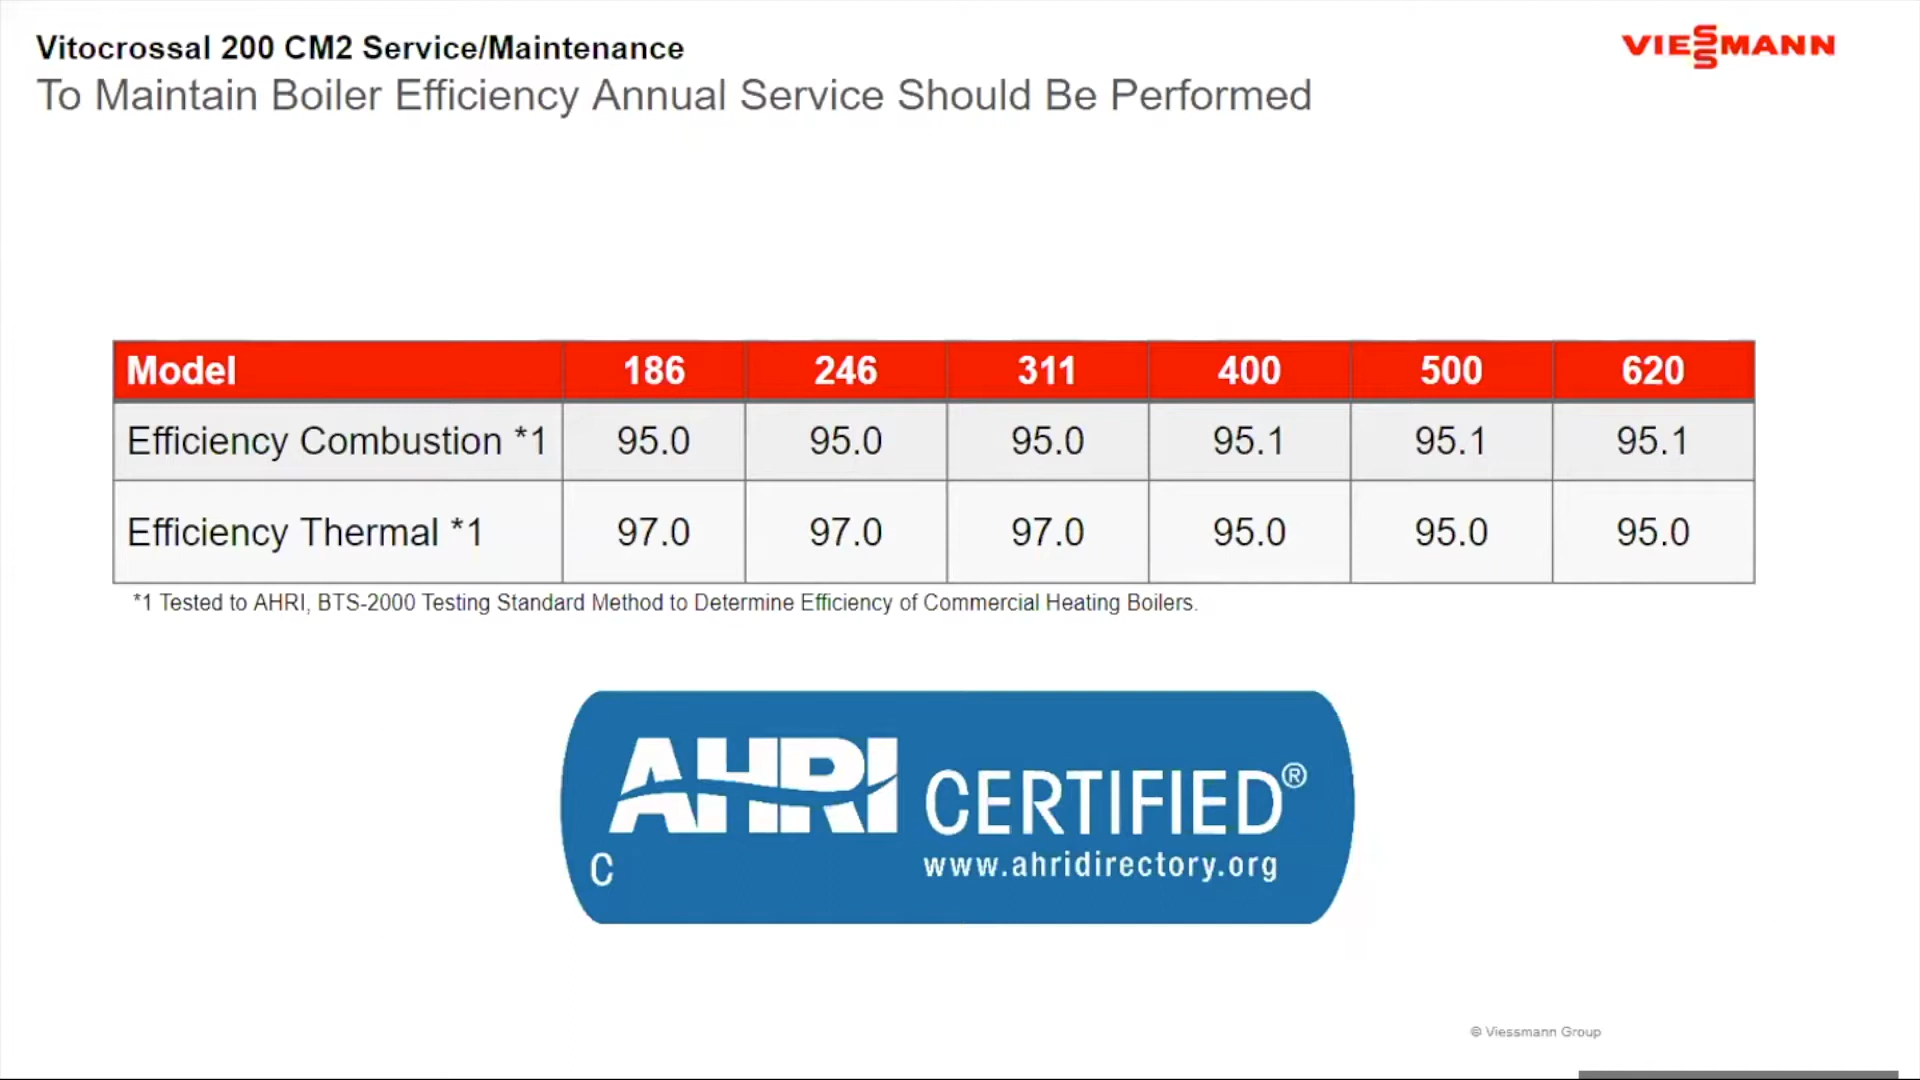 Vitocrossal 200 CM2 Service/Maintenance
VIESSMANN
To Maintain Boiler Efficiency Annual Service Should Be Performed
Model 186 246 311 400 500 620
Efficiency Combustion *1 95.0 95.0 95.0 95.1 95.1 95.1
Efficiency Thermal *1 97.0 97.0 97.0 95.0 95.0 95.0
*1 Tested to AHRI, BTS-2000 Testing Standard Method to Determine Efficiency of Commercial Heating Boilers.
AHRI CERTIFIED®
C www.ahridirectory.org
© Viessmann Group